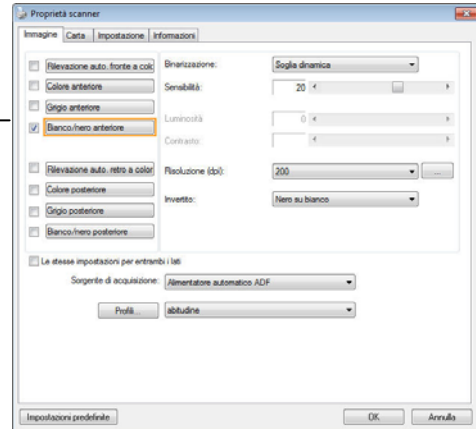 Proprietà scanner
Immagine Carta Impostazione Informazioni
Rilevazione auto. fronte a colo
Colore anteriore
Grigio anteriore
Bianco/nero anteriore
Rilevazione auto. retro a color
Colore posteriore
Grigio posteriore
Bianco/nero posteriore
Binarizzazione: Soglia dinamica
Sensibilità: 20
Luminosità 0
Contrasto:
Risoluzione (dpi): 200 ...
Invertito: Nero su bianco
Le stesse impostazioni per entrambi i lati
Sorgente di acquisizione: Alimentatore automatico ADF
Profili... abitudine
Impostazioni predefinite OK Annulla